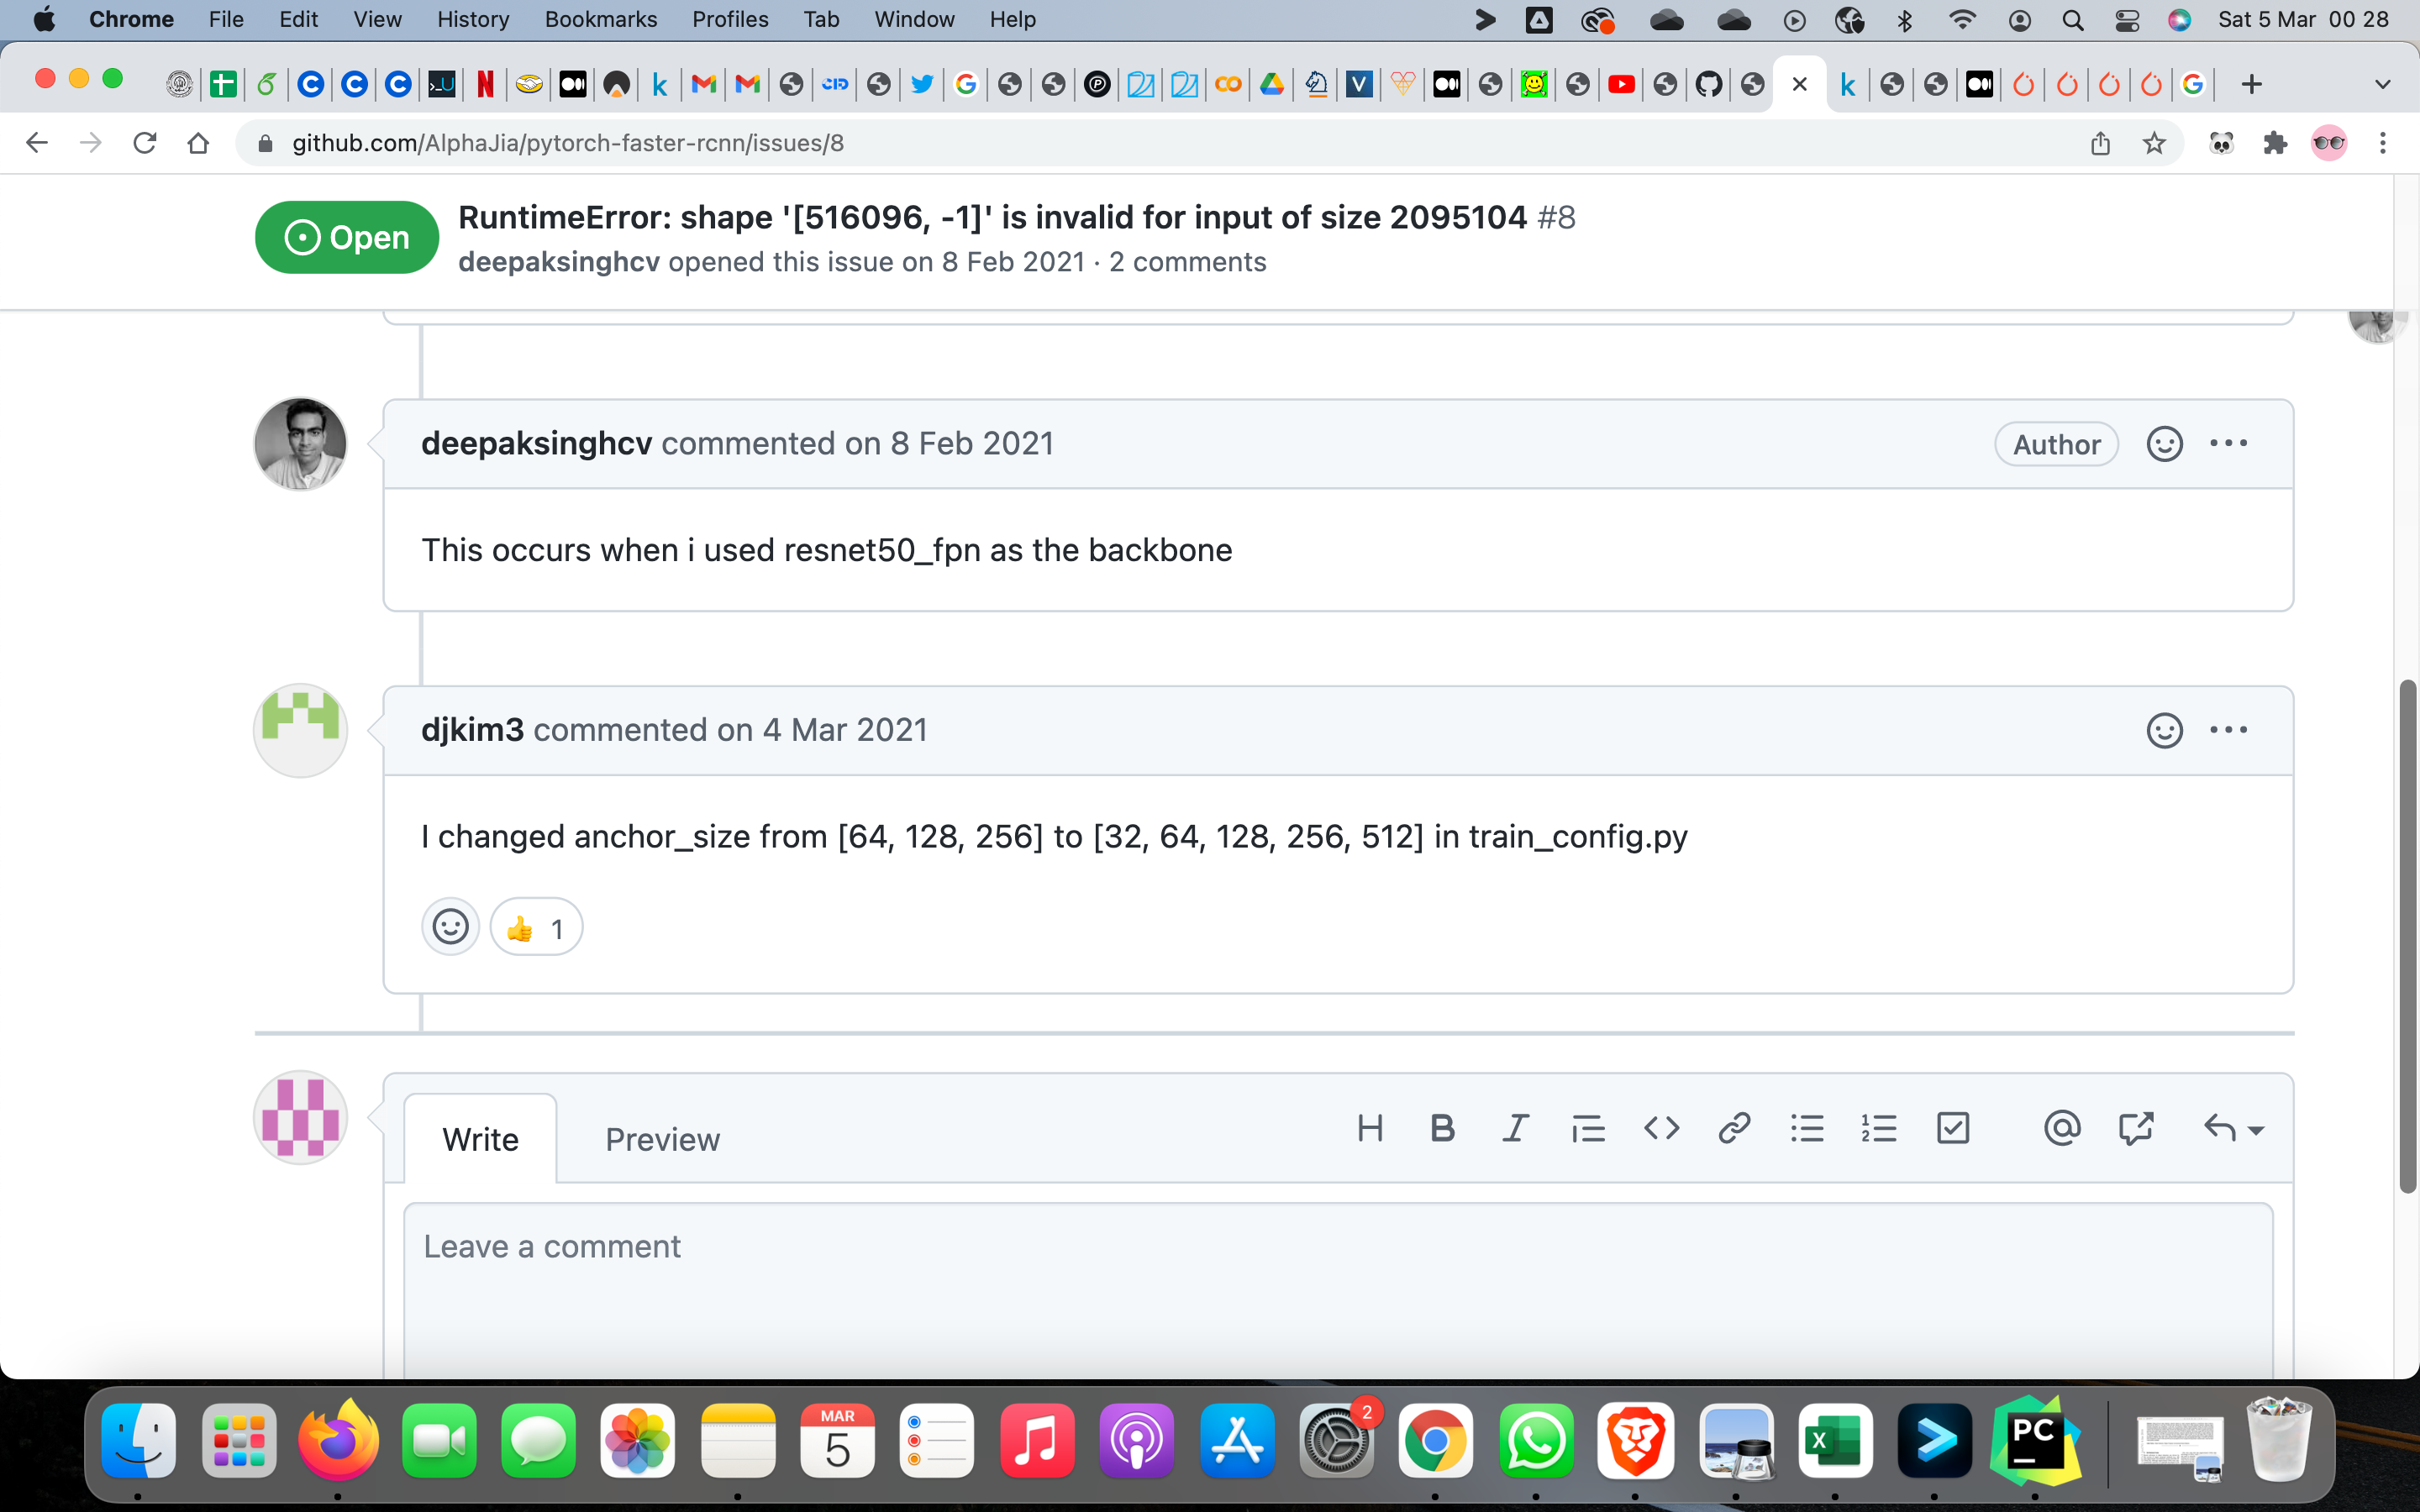 Chrome File Edit View History Bookmarks Profiles Tab Window Help Sat 5 Mar 00 28
github.com/AlphaJia/pytorch-faster-rcnn/issues/8
Open
RuntimeError: shape '[516096, -1]' is invalid for input of size 2095104 #8
deepaksinghcv opened this issue on 8 Feb 2021 · 2 comments
deepaksinghcv commented on 8 Feb 2021 Author
This occurs when i used resnet50_fpn as the backbone
djkim3 commented on 4 Mar 2021
I changed anchor_size from [64, 128, 256] to [32, 64, 128, 256, 512] in train_config.py
👍 1
Write Preview
Leave a comment
MAR
5
2
PC